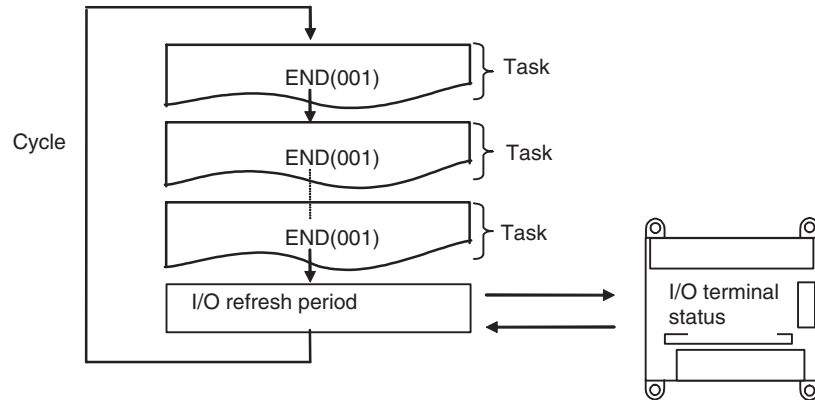 Task
END(001)
Cycle
Task
END(001)
Task
END(001)
I/O refresh period
I/O terminal
status